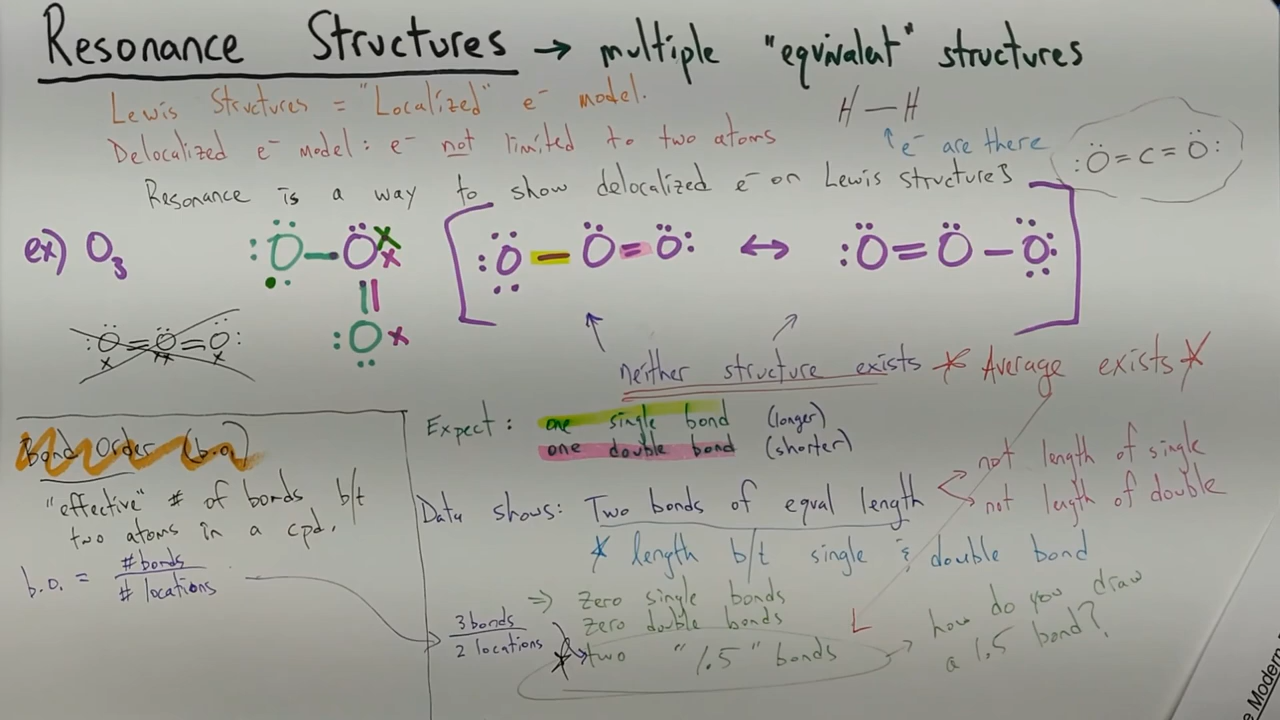 Resonance Structures → multiple "equivalent" structures
Lewis Structures = "Localized" e⁻ model.
H—H
Delocalized e⁻ model: e⁻ not limited to two atoms
↑e⁻ are there
:Ö=C=Ö:
Resonance is a way to show delocalized e⁻ on Lewis structures
ex) O₃
:Ö—Ö
||
:O
[:Ö—Ö=Ö: ↔ :Ö=Ö—Ö:]
:Ö=Ö=Ö:
neither structure exists * Average exists *
Expect: one single bond (longer)
one double bond (shorter)
Bond Order (b.o.)
"effective" # of bonds b/t
two atoms in a cpd.
b.o. = #bonds
# locations
Data shows: Two bonds of equal length
not length of single
not length of double
* length b/t single & double bond
⇒ zero single bonds
zero double bonds
3 bonds
2 locations
* two "1.5" bonds
→ how do you draw
a 1.5 bond?
e Modern